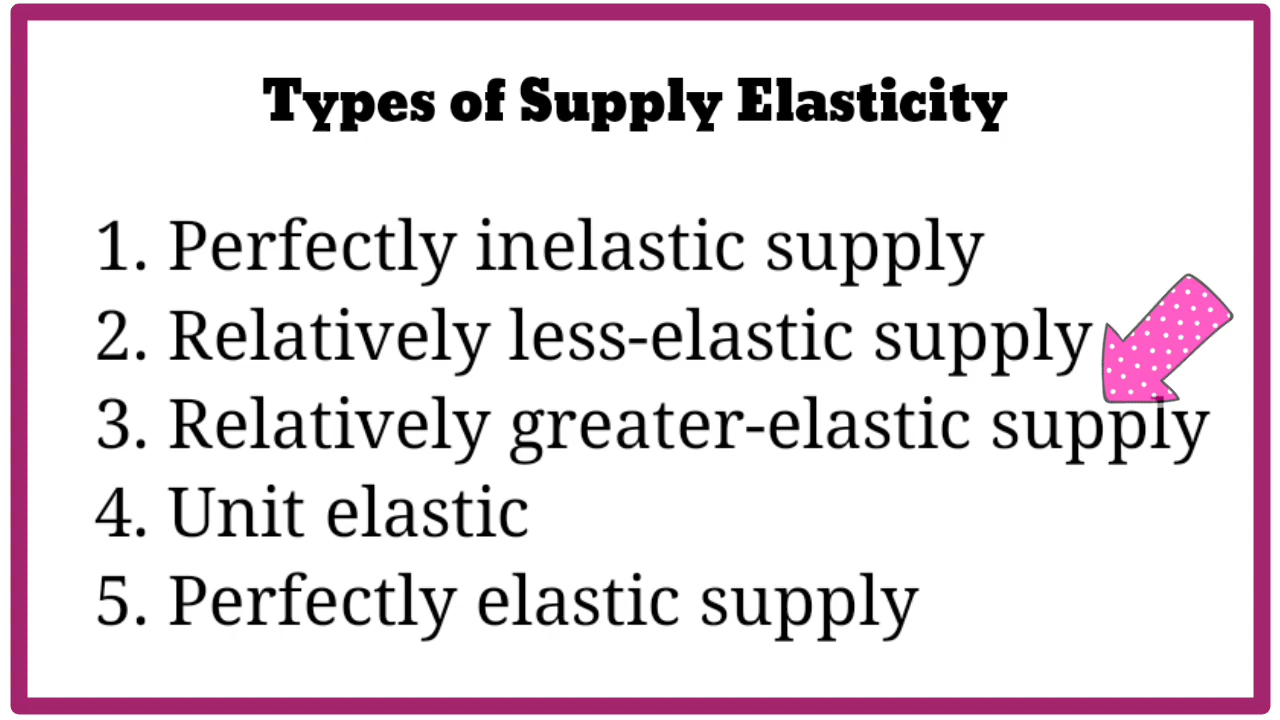 Types of Supply Elasticity
1. Perfectly inelastic supply
2. Relatively less-elastic supply
3. Relatively greater-elastic supply
4. Unit elastic
5. Perfectly elastic supply